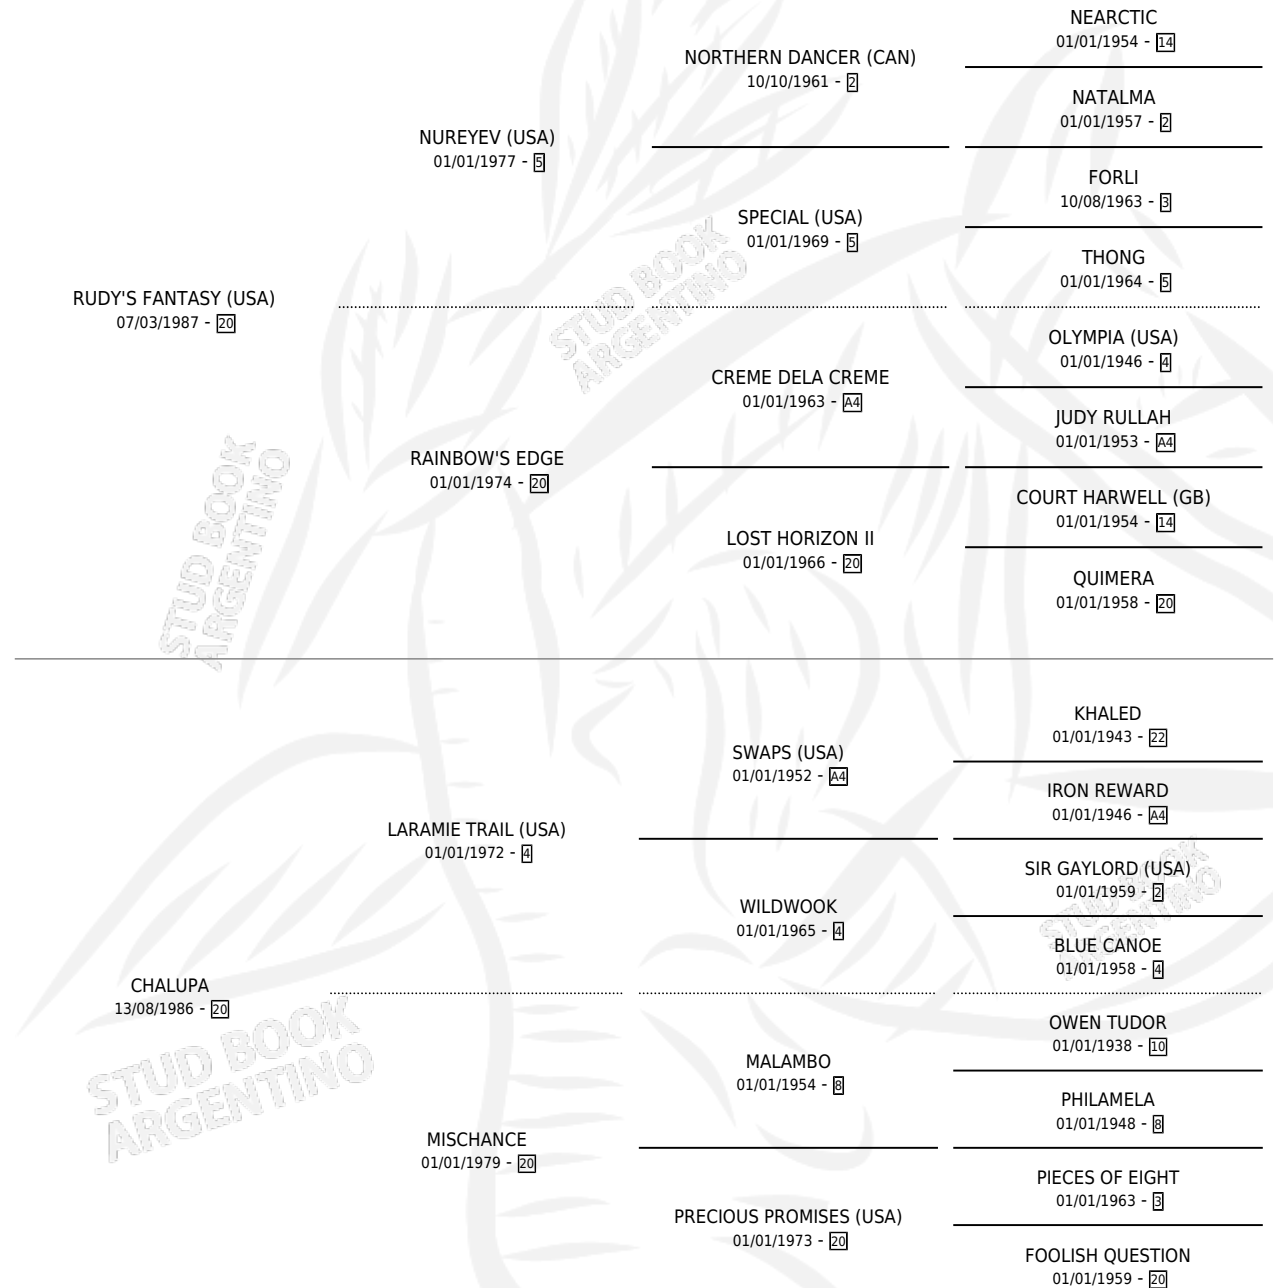 NEARCTIC
01/01/1954 - 14
NORTHERN DANCER (CAN)
10/10/1961 - 2
NATALMA
01/01/1957 - 2
NUREYEV (USA)
01/01/1977 - 5
FORLI
10/08/1963 - 3
SPECIAL (USA)
01/01/1969 - 5
THONG
01/01/1964 - 5
RUDY'S FANTASY (USA)
07/03/1987 - 20
OLYMPIA (USA)
01/01/1946 - 4
CREME DELA CREME
01/01/1963 - A4
JUDY RULLAH
01/01/1953 - A4
RAINBOW'S EDGE
01/01/1974 - 20
COURT HARWELL (GB)
01/01/1954 - 14
LOST HORIZON II
01/01/1966 - 20
QUIMERA
01/01/1958 - 20
STUD BOOK
ARGENTINO
STUD BOOK
ARGENTINO
KHALED
01/01/1943 - 22
SWAPS (USA)
01/01/1952 - A4
IRON REWARD
01/01/1946 - A4
LARAMIE TRAIL (USA)
01/01/1972 - 4
SIR GAYLORD (USA)
01/01/1959 - 2
WILDWOOK
01/01/1965 - 4
BLUE CANOE
01/01/1958 - 4
STUD BOOK
ARGENTINO
CHALUPA
13/08/1986 - 20
OWEN TUDOR
01/01/1938 - 10
MALAMBO
01/01/1954 - 8
PHILAMELA
01/01/1948 - 8
MISCHANCE
01/01/1979 - 20
PIECES OF EIGHT
01/01/1963 - 3
PRECIOUS PROMISES (USA)
01/01/1973 - 20
FOOLISH QUESTION
01/01/1959 - 20
STUD BOOK
ARGENTINO